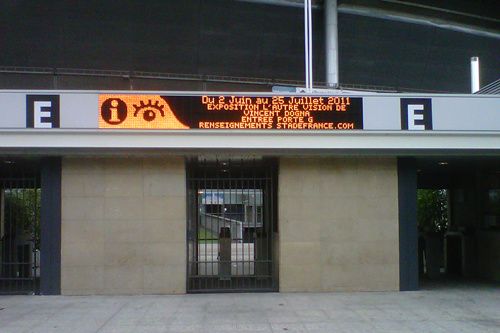 E
i
Du 2 Juin au 25 Juillet 2011
EXPOSITION L'AUTRE VISION DE
VINCENT DOGNA
ENTREE PORTE G
RENSEIGNEMENTS STADEFRANCE.COM
E